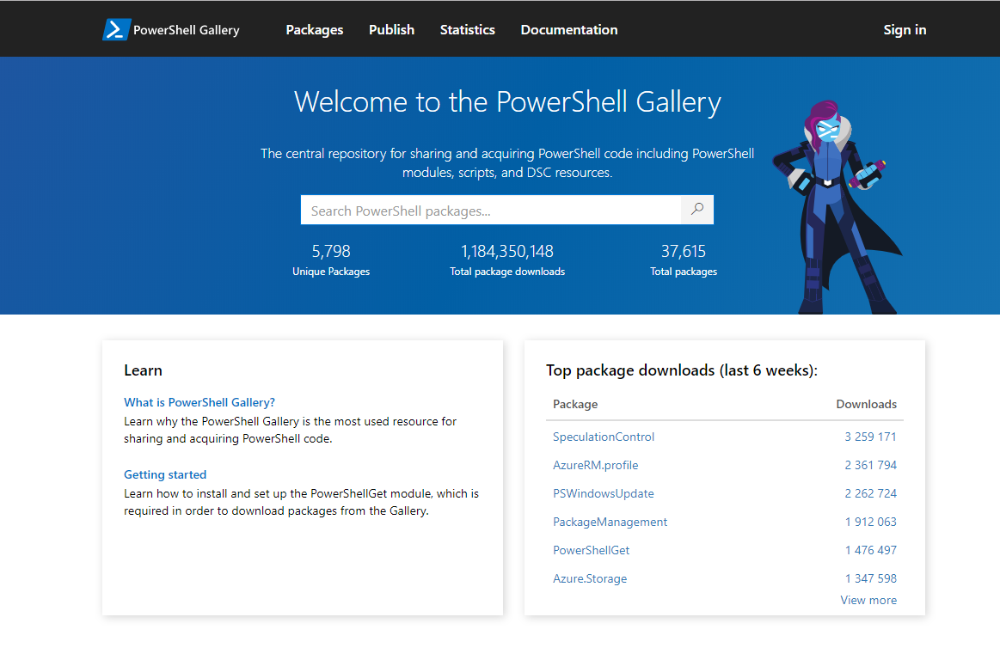 PowerShell Gallery
Packages
Publish
Statistics
Documentation
Sign in
Welcome to the PowerShell Gallery
The central repository for sharing and acquiring PowerShell code including PowerShell
modules, scripts, and DSC resources.
Search PowerShell packages...
5,798
Unique Packages
1,184,350,148
Total package downloads
37,615
Total packages
Learn
What is PowerShell Gallery?
Learn why the PowerShell Gallery is the most used resource for
sharing and acquiring PowerShell code.
Getting started
Learn how to install and set up the PowerShellGet module, which is
required in order to download packages from the Gallery.
Top package downloads (last 6 weeks):
Package Downloads
SpeculationControl 3 259 171
AzureRM.profile 2 361 794
PSWindowsUpdate 2 262 724
PackageManagement 1 912 063
PowerShellGet 1 476 497
Azure.Storage 1 347 598
View more